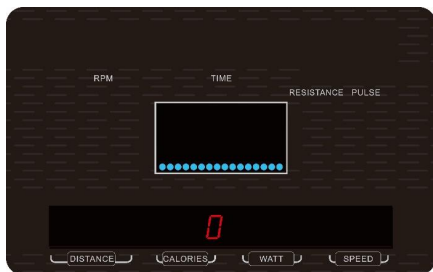 RPM TIME
RESISTANCE PULSE
0
DISTANCE CALORIES WATT SPEED